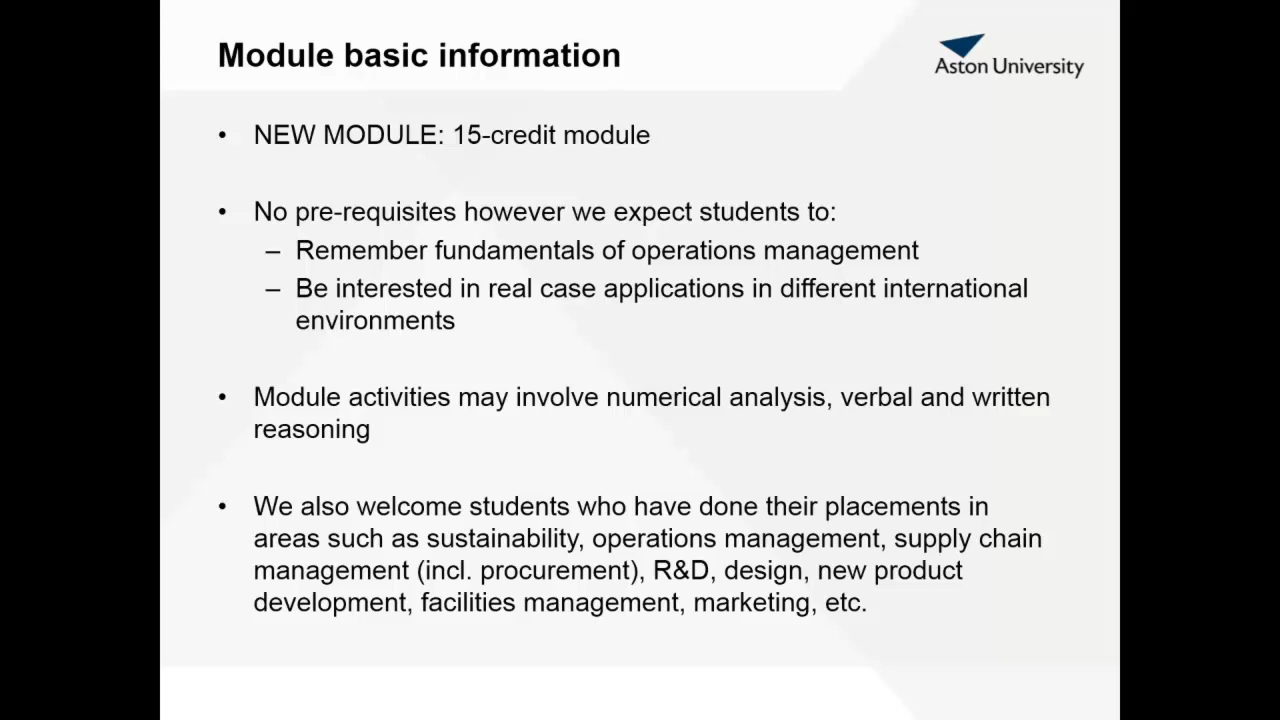 Module basic information
Aston University
• NEW MODULE: 15-credit module
• No pre-requisites however we expect students to:
– Remember fundamentals of operations management
– Be interested in real case applications in different international
environments
• Module activities may involve numerical analysis, verbal and written
reasoning
• We also welcome students who have done their placements in
areas such as sustainability, operations management, supply chain
management (incl. procurement), R&D, design, new product
development, facilities management, marketing, etc.